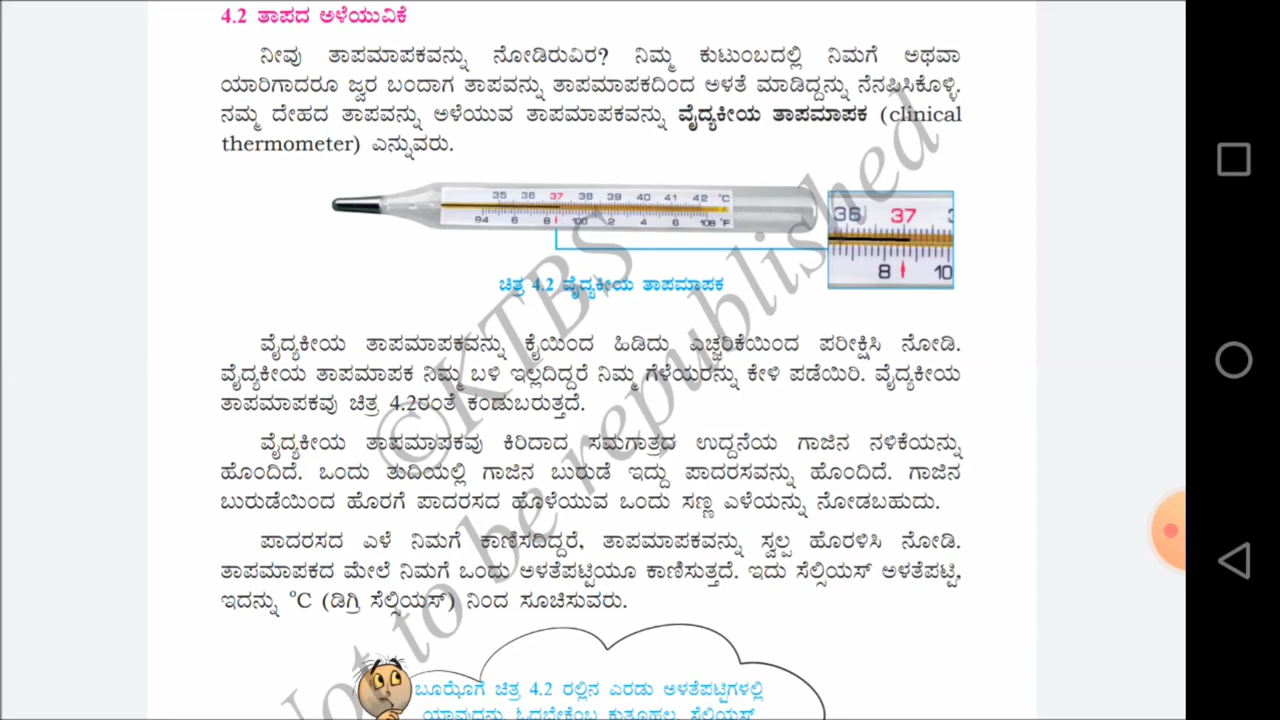 4.2 ತಾಪದ ಅಳೆಯುವಿಕೆ
ನೀವು ತಾಪಮಾಪಕವನ್ನು ನೋಡಿರುವಿರ? ನಿಮ್ಮ ಕುಟುಂಬದಲ್ಲಿ ನಿಮಗೆ ಅಥವಾ
ಯಾರಿಗಾದರೂ ಜ್ವರ ಬಂದಾಗ ತಾಪವನ್ನು ತಾಪಮಾಪಕದಿಂದ ಅಳತೆ ಮಾಡಿದ್ದನ್ನು ನೆನಪಿಸಿಕೊಳ್ಳಿ.
ನಮ್ಮ ದೇಹದ ತಾಪವನ್ನು ಅಳೆಯುವ ತಾಪಮಾಪಕವನ್ನು ವೈದ್ಯಕೀಯ ತಾಪಮಾಪಕ (clinical
thermometer) ಎನ್ನುವರು.
35 36 37 38 39 40 41 42 °C
94 6 8 100 2 4 6 108 °F
36 37
8 10
ಚಿತ್ರ 4.2 ವೈದ್ಯಕೀಯ ತಾಪಮಾಪಕ
ವೈದ್ಯಕೀಯ ತಾಪಮಾಪಕವನ್ನು ಕೈಯಿಂದ ಹಿಡಿದು ಎಚ್ಚರಿಕೆಯಿಂದ ಪರೀಕ್ಷಿಸಿ ನೋಡಿ.
ವೈದ್ಯಕೀಯ ತಾಪಮಾಪಕ ನಿಮ್ಮ ಬಳಿ ಇಲ್ಲದಿದ್ದರೆ ನಿಮ್ಮ ಗೆಳೆಯರನ್ನು ಕೇಳಿ ಪಡೆಯಿರಿ. ವೈದ್ಯಕೀಯ
ತಾಪಮಾಪಕವು ಚಿತ್ರ 4.2ರಂತೆ ಕಂಡುಬರುತ್ತದೆ.
ವೈದ್ಯಕೀಯ ತಾಪಮಾಪಕವು ಕಿರಿದಾದ ಸಮಗಾತ್ರದ ಉದ್ದನೆಯ ಗಾಜಿನ ನಳಿಕೆಯನ್ನು
ಹೊಂದಿದೆ. ಒಂದು ತುದಿಯಲ್ಲಿ ಗಾಜಿನ ಬುರುಡೆ ಇದ್ದು ಪಾದರಸವನ್ನು ಹೊಂದಿದೆ. ಗಾಜಿನ
ಬುರುಡೆಯಿಂದ ಹೊರಗೆ ಪಾದರಸದ ಹೊಳೆಯುವ ಒಂದು ಸಣ್ಣ ಎಳೆಯನ್ನು ನೋಡಬಹುದು.
ಪಾದರಸದ ಎಳೆ ನಿಮಗೆ ಕಾಣಿಸದಿದ್ದರೆ, ತಾಪಮಾಪಕವನ್ನು ಸ್ವಲ್ಪ ಹೊರಳಿಸಿ ನೋಡಿ.
ತಾಪಮಾಪಕದ ಮೇಲೆ ನಿಮಗೆ ಒಂದು ಅಳತೆಪಟ್ಟಿಯೂ ಕಾಣಿಸುತ್ತದೆ. ಇದು ಸೆಲ್ಸಿಯಸ್ ಅಳತೆಪಟ್ಟಿ,
ಇದನ್ನು °C (ಡಿಗ್ರಿ ಸೆಲ್ಸಿಯಸ್) ನಿಂದ ಸೂಚಿಸುವರು.
ಬೂಝೊಗೆ ಚಿತ್ರ 4.2 ರಲ್ಲಿನ ಎರಡು ಅಳತೆಪಟ್ಟಿಗಳಲ್ಲಿ
ಯಾವುದನ್ನು ಓದಬೇಕೆಂಬ ಕುತೂಹಲ. ಸೆಲ್ಸಿಯಸ್
©KTBS
Not to be republished